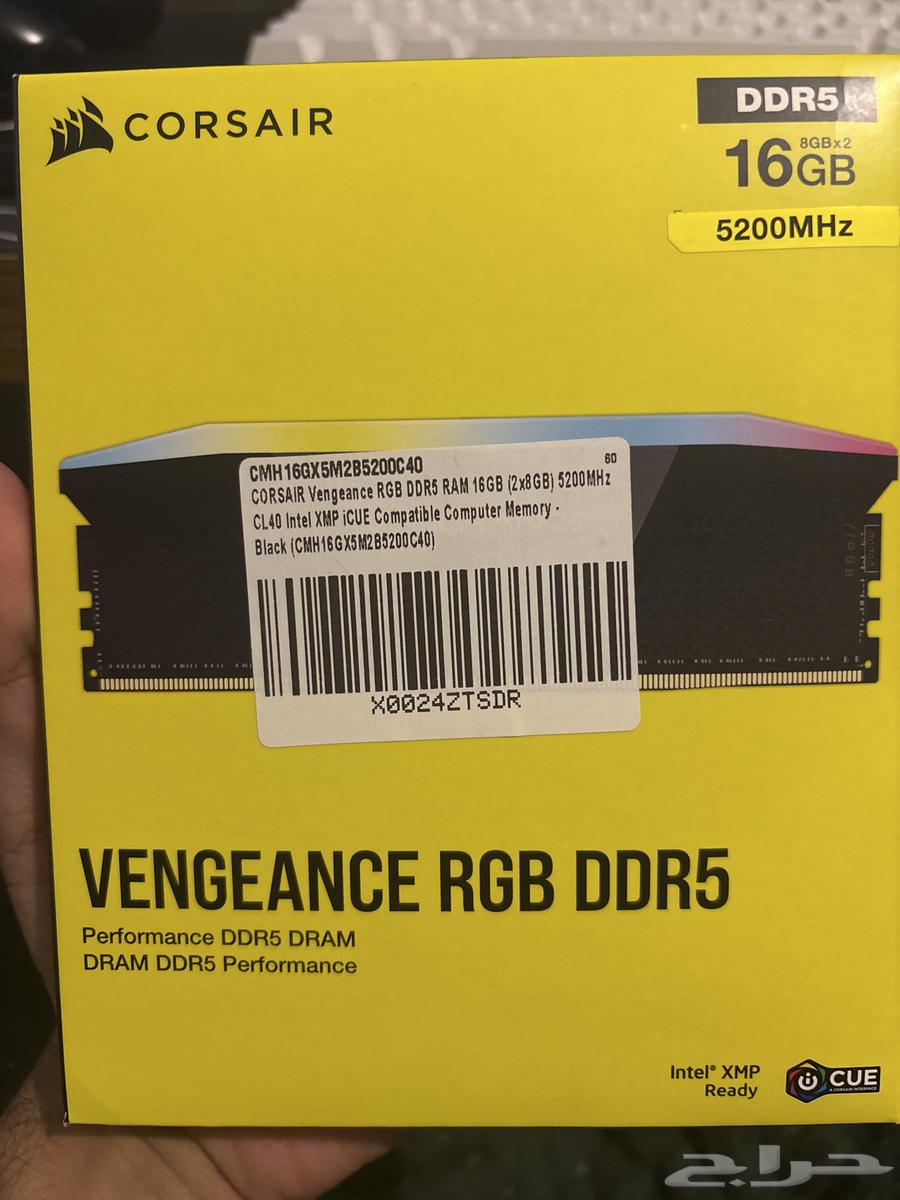 CORSAIR
DDR5
8GBx2
16GB
5200MHz
CMH16GX5M2B5200C40
60
CORSAIR Vengeance RGB DDR5 RAM 16GB (2x8GB) 5200MHz
CL40 Intel XMP iCUE Compatible Computer Memory -
Black (CMH16GX5M2B5200C40)
X0024ZTSDR
VENGEANCE RGB DDR5
Performance DDR5 DRAM
DRAM DDR5 Performance
Intel® XMP
Ready
iCUE
A CORSAIR INTERFACE
حراج